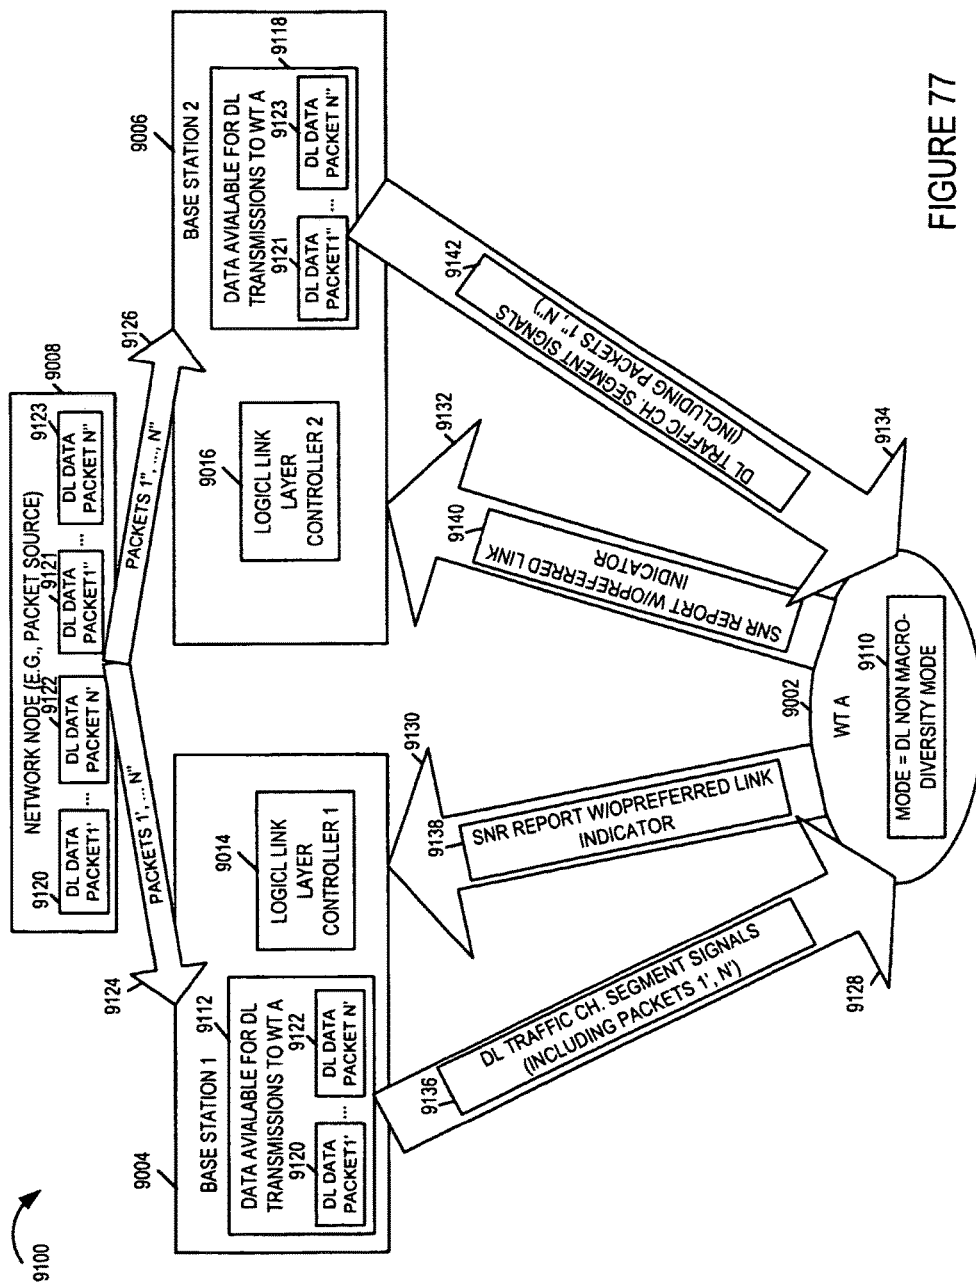 9100
NETWORK NODE (E.G., PACKET SOURCE)
9008
9120
DL DATA
PACKET1'
...
9122
DL DATA
PACKET N'
9121
DL DATA
PACKET1"
...
9123
DL DATA
PACKET N"
9124
PACKETS 1', .... N"
9126
PACKETS 1", ...., N"
9004
BASE STATION 1
9112
DATA AVIALABLE FOR DL
TRANSMISSIONS TO WT A
9120
DL DATA
PACKET1'
...
9122
DL DATA
PACKET N'
9014
LOGICL LINK
LAYER
CONTROLLER 1
9006
BASE STATION 2
9016
LOGICL LINK
LAYER
CONTROLLER 2
9118
DATA AVIALABLE FOR DL
TRANSMISSIONS TO WT A
9121
DL DATA
PACKET1"
...
9123
DL DATA
PACKET N"
9136
DL TRAFFIC CH. SEGMENT SIGNALS
(INCLUDING PACKETS 1', N')
9128
9130
9138
SNR REPORT W/OPREFERRED LINK
INDICATOR
9132
9140
SNR REPORT W/OPREFERRED LINK
INDICATOR
9142
DL TRAFFIC CH. SEGMENT SIGNALS
(INCLUDING PACKETS 1", N")
9134
9002
WT A
9110
MODE = DL NON MACRO-
DIVERSITY MODE
FIGURE 77